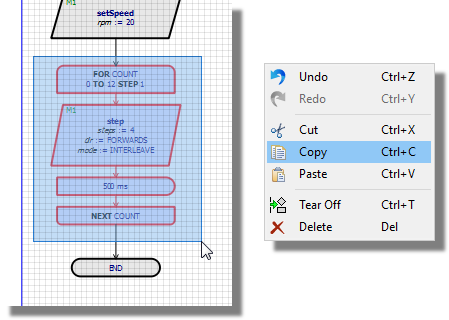 M1
setSpeed
rpm := 20
FOR COUNT
0 TO 12 STEP 1
M1
step
steps := 4
dir := FORWARDS
mode := INTERLEAVE
500 ms
NEXT COUNT
END
Undo Ctrl+Z
Redo Ctrl+Y
Cut Ctrl+X
Copy Ctrl+C
Paste Ctrl+V
Tear Off Ctrl+T
Delete Del